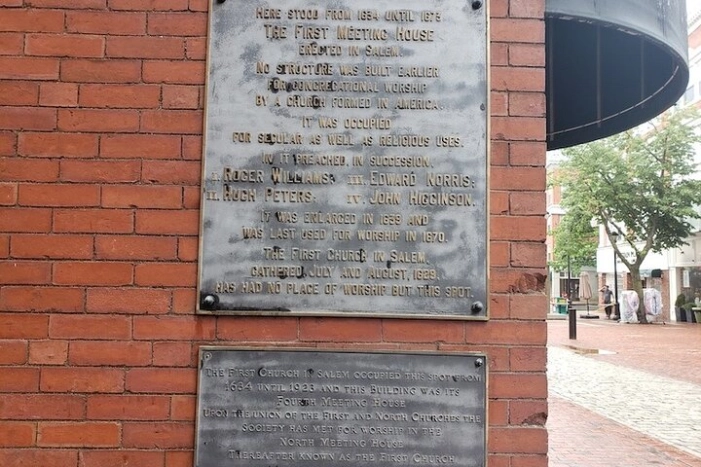 HERE STOOD FROM 1634 UNTIL 1673
THE FIRST MEETING HOUSE
ERECTED IN SALEM.
NO STRUCTURE WAS BUILT EARLIER
FOR CONGREGATIONAL WORSHIP
BY A CHURCH FORMED IN AMERICA.
IT WAS OCCUPIED
FOR SECULAR AS WELL AS RELIGIOUS USES.
IN IT PREACHED, IN SUCCESSION,
I. ROGER WILLIAMS; III. EDWARD NORRIS;
II. HUGH PETERS; IV. JOHN HIGGINSON.
IT WAS ENLARGED IN 1639 AND
WAS LAST USED FOR WORSHIP IN 1670.
THE FIRST CHURCH IN SALEM,
GATHERED, JULY AND AUGUST, 1629,
HAS HAD NO PLACE OF WORSHIP BUT THIS SPOT.
THE FIRST CHURCH IN SALEM OCCUPIED THIS SPOT FROM
1634 UNTIL 1923 AND THIS BUILDING WAS ITS
FOURTH MEETING HOUSE
UPON THE UNION OF THE FIRST AND NORTH CHURCHES THE
SOCIETY HAS MET FOR WORSHIP IN THE
NORTH MEETING HOUSE
THEREAFTER KNOWN AS THE FIRST CHURCH